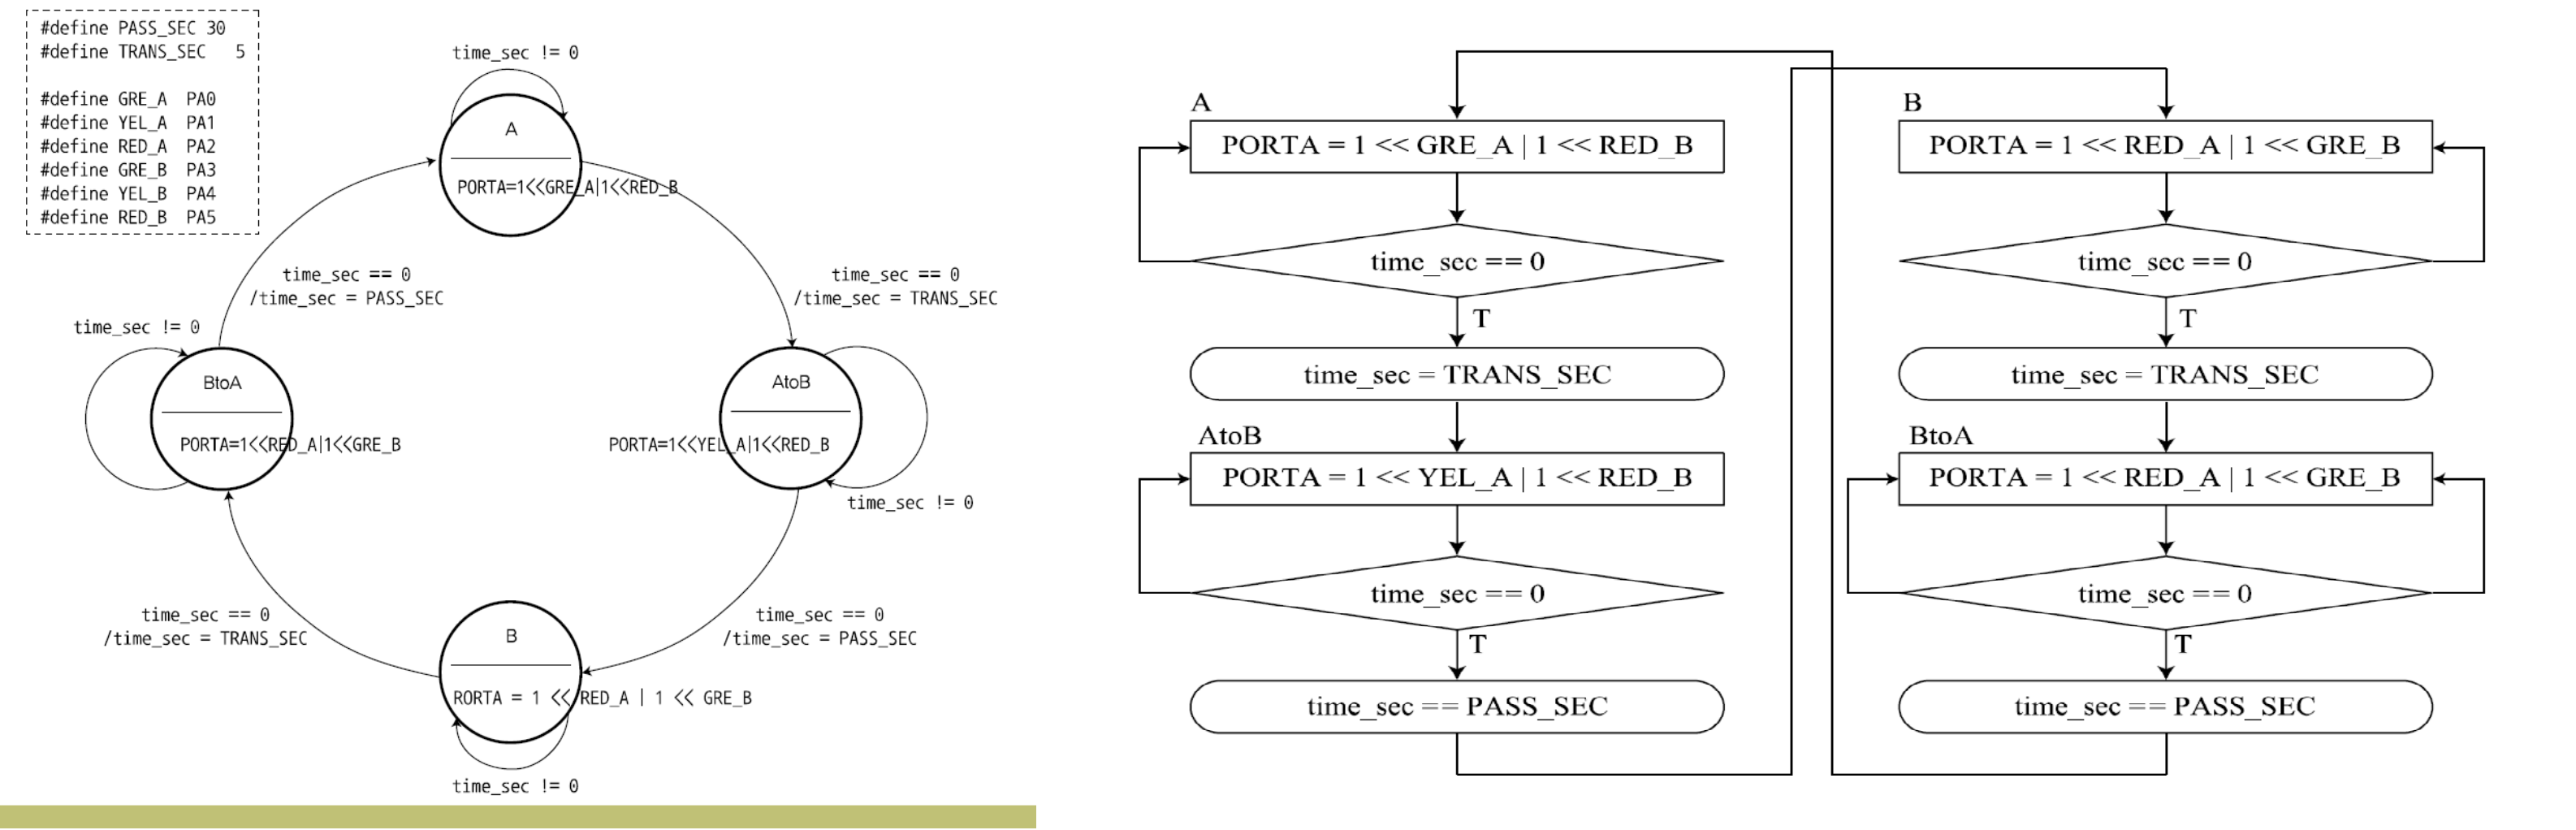 #define PASS_SEC 30
#define TRANS_SEC 5
#define GRE_A PA0
#define YEL_A PA1
#define RED_A PA2
#define GRE_B PA3
#define YEL_B PA4
#define RED_B PA5
time_sec != 0
A
PORTA=1<<GRE_A|1<<RED_B
time_sec == 0
/time_sec = PASS_SEC
time_sec == 0
/time_sec = TRANS_SEC
time_sec != 0
BtoA
PORTA=1<<RED_A|1<<GRE_B
AtoB
PORTA=1<<YEL_A|1<<RED_B
time_sec != 0
time_sec == 0
/time_sec = TRANS_SEC
time_sec == 0
/time_sec = PASS_SEC
B
RORTA = 1 << RED_A | 1 << GRE_B
time_sec != 0
A
PORTA = 1 << GRE_A | 1 << RED_B
time_sec == 0
T
time_sec = TRANS_SEC
AtoB
PORTA = 1 << YEL_A | 1 << RED_B
time_sec == 0
T
time_sec == PASS_SEC
B
PORTA = 1 << RED_A | 1 << GRE_B
time_sec == 0
T
time_sec = TRANS_SEC
BtoA
PORTA = 1 << RED_A | 1 << GRE_B
time_sec == 0
T
time_sec == PASS_SEC